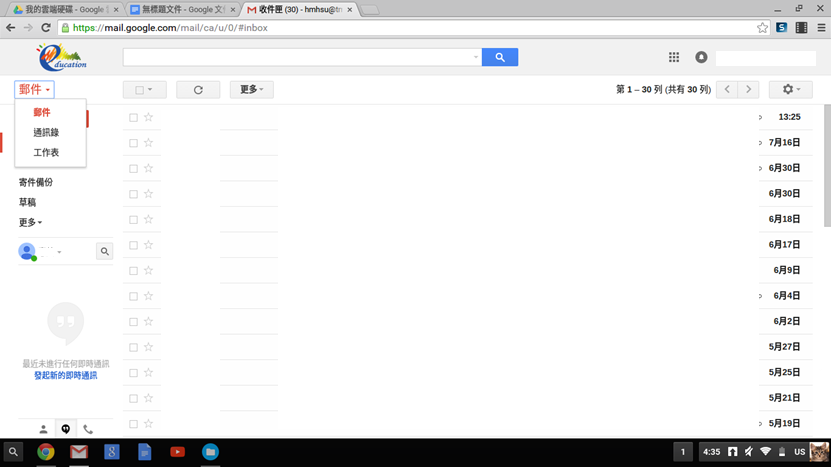 我的雲端硬碟 - Google
無標題文件 - Google 文
收件匣 (30) - hmhsu@tn
https://mail.google.com/mail/ca/u/0/#inbox
Education
郵件
更多
第 1 – 30 列 (共有 30 列)
郵件
通訊錄
工作表
寄件備份
草稿
更多
13:25
7月16日
6月30日
6月30日
6月18日
6月17日
6月9日
6月4日
6月2日
5月27日
5月25日
5月21日
5月19日
最近未進行任何即時通訊
發起新的即時通訊
1
4:35
US